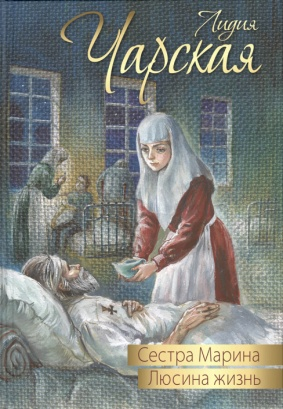 Лидия
Чарская
Сестра Марина
Люсина жизнь